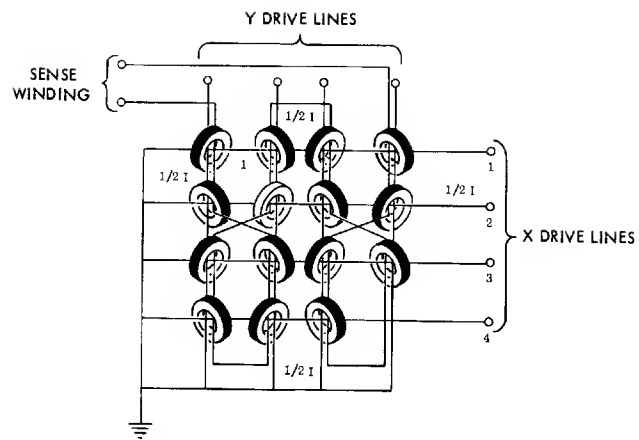 Y DRIVE LINES
SENSE
WINDING
1/2 I
1/2 I
1
1
1/2 I
2
X DRIVE LINES
3
4
1/2 I